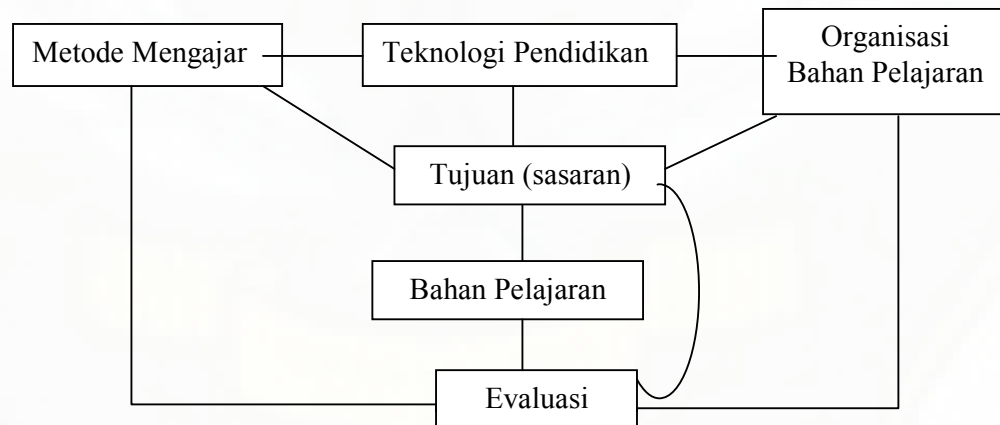 Metode Mengajar
Teknologi Pendidikan
Organisasi
Bahan Pelajaran
Tujuan (sasaran)
Bahan Pelajaran
Evaluasi